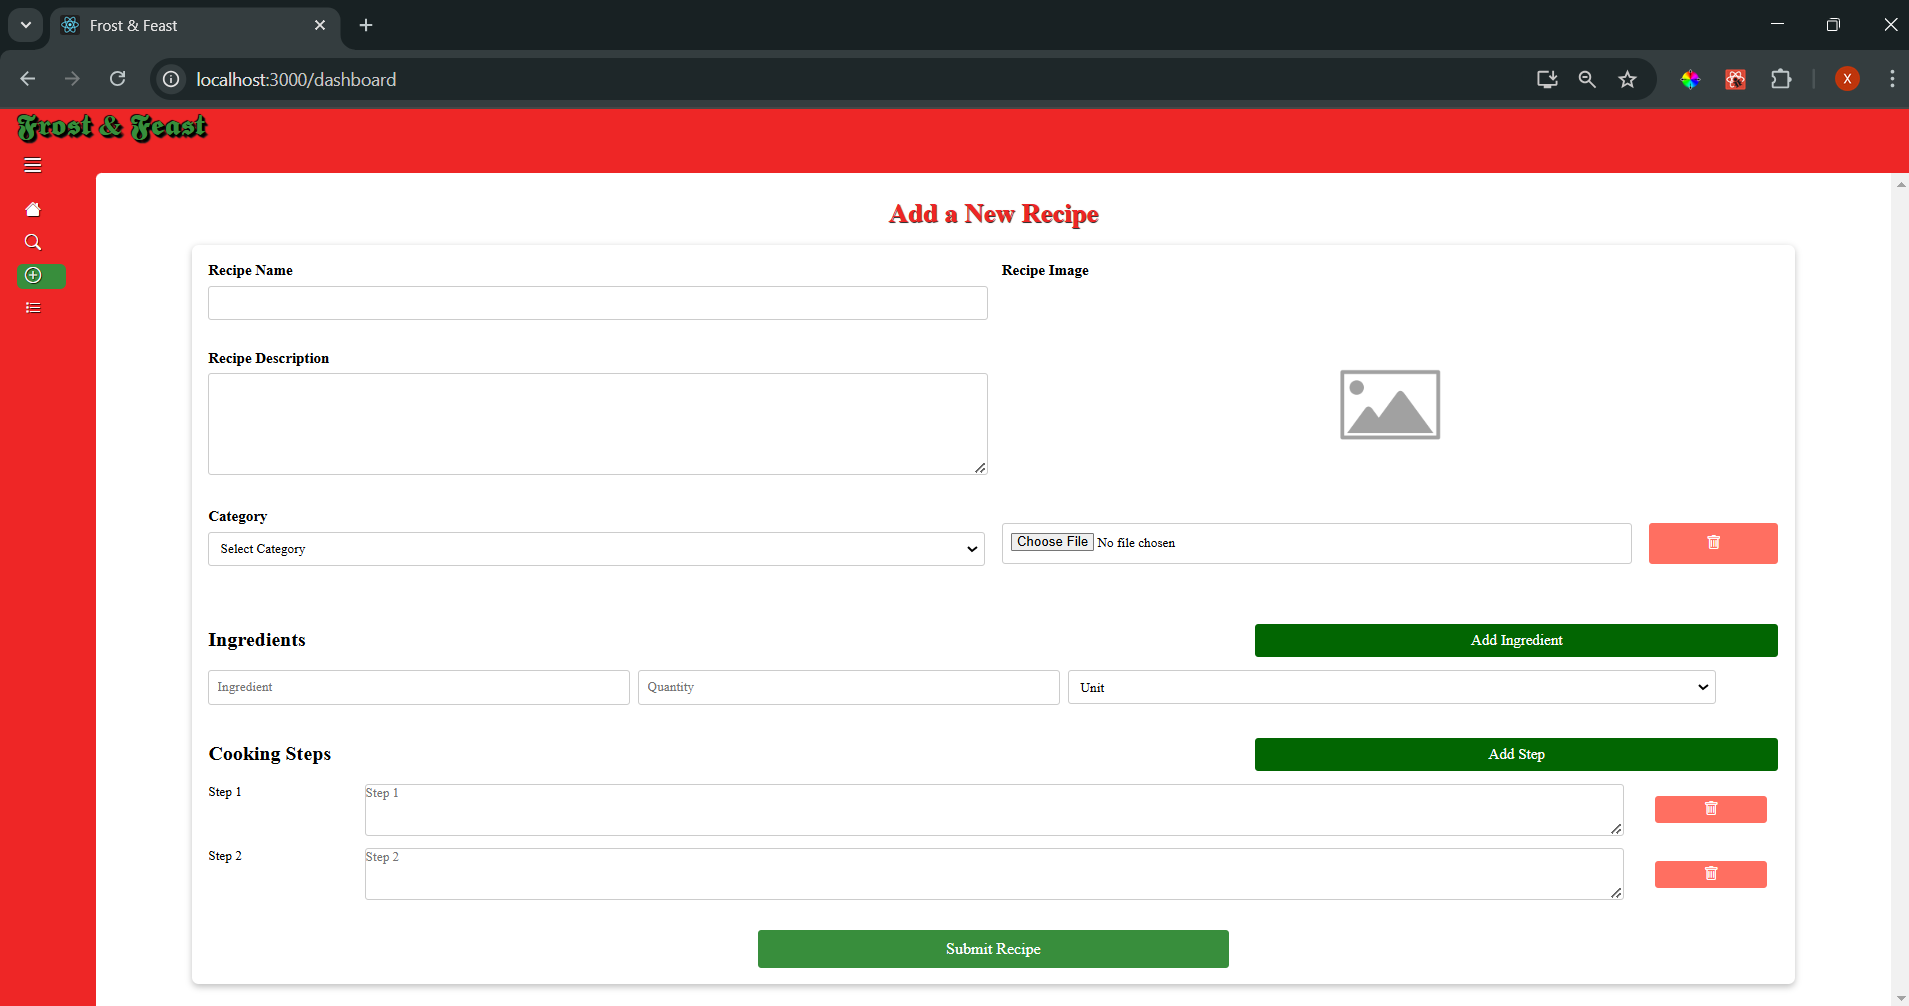 Frost & Feast
localhost:3000/dashboard
X
Frost & Feast
Add a New Recipe
Recipe Name
Recipe Image
Recipe Description
Category
Select Category
Choose File No file chosen
Ingredients
Add Ingredient
Ingredient
Quantity
Unit
Cooking Steps
Add Step
Step 1
Step 1
Step 2
Step 2
Submit Recipe